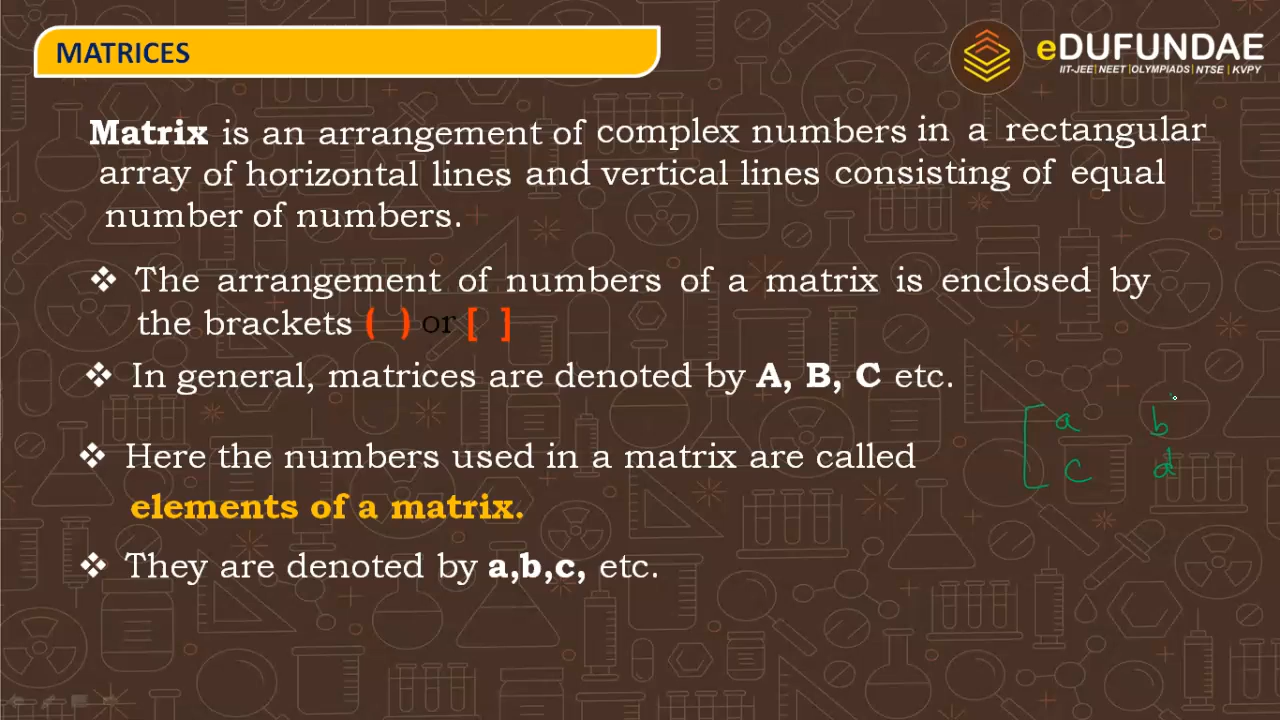 MATRICES
eDUFUNDAE
IIT-JEE|NEET|OLYMPIADS|NTSE|KVPY
Matrix is an arrangement of complex numbers in a rectangular
array of horizontal lines and vertical lines consisting of equal
number of numbers.
❖ The arrangement of numbers of a matrix is enclosed by
the brackets ( ) or [ ]
❖ In general, matrices are denoted by A, B, C etc.
[ a b
c d
❖ Here the numbers used in a matrix are called
elements of a matrix.
❖ They are denoted by a,b,c, etc.